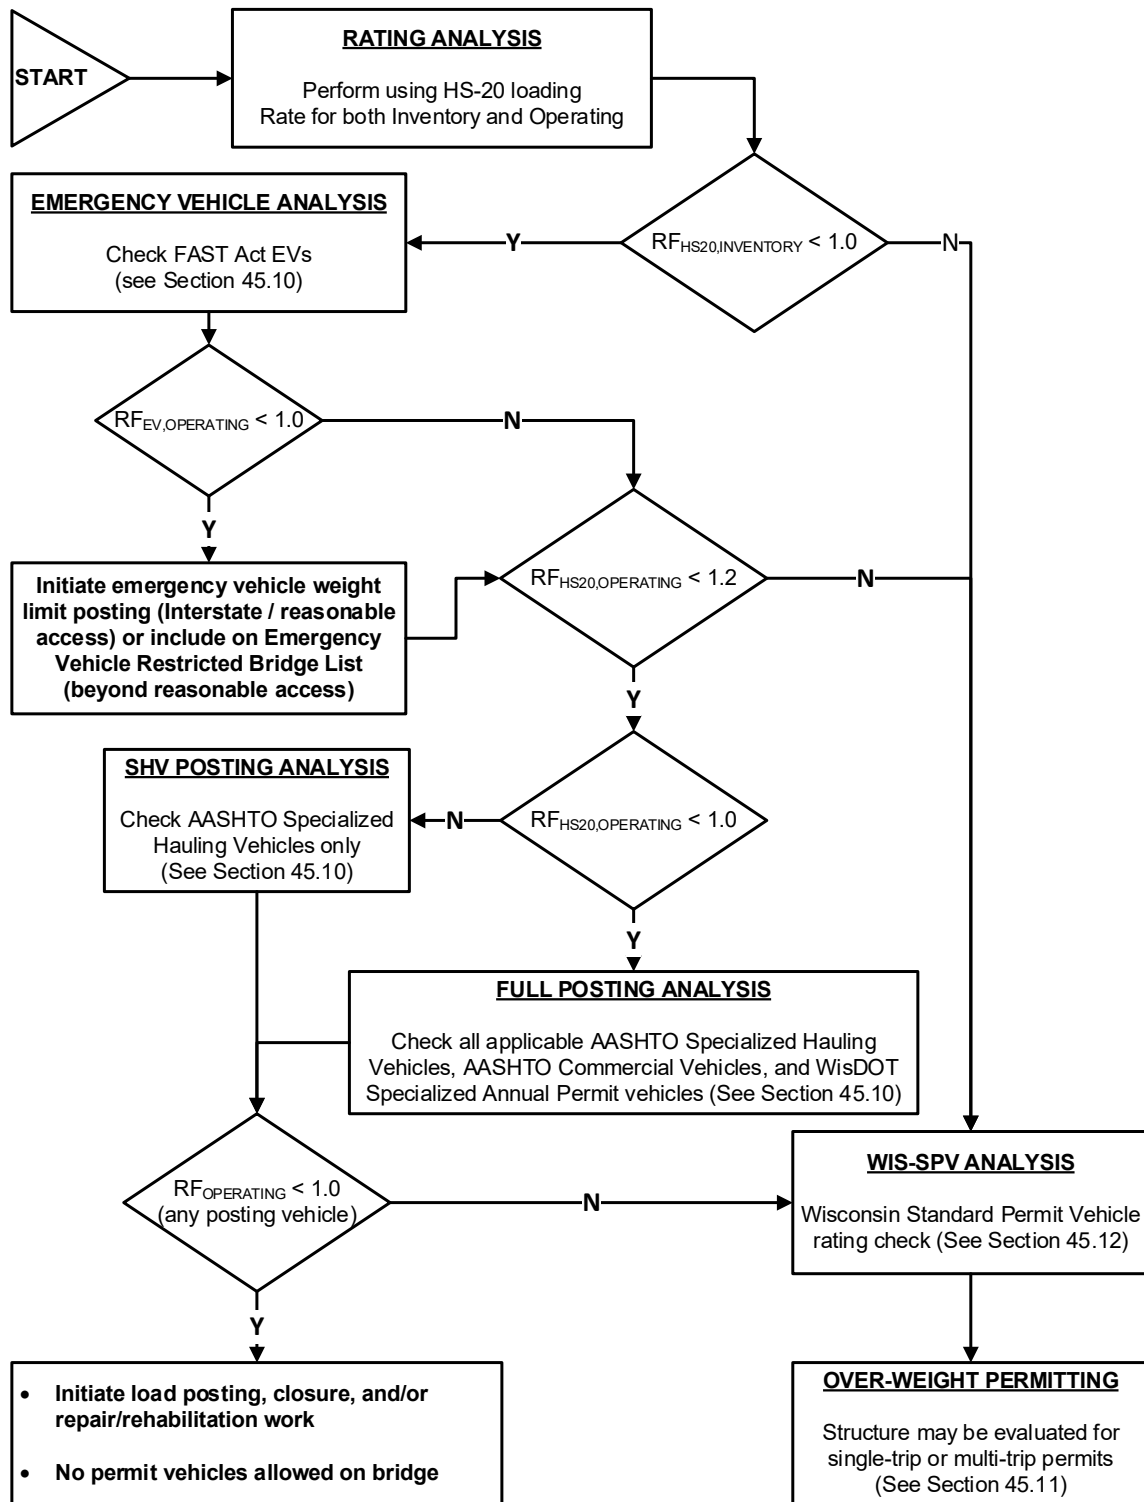 START
RATING ANALYSIS
Perform using HS-20 loading
Rate for both Inventory and Operating
EMERGENCY VEHICLE ANALYSIS
Check FAST Act EVs
(see Section 45.10)
Y
RFHS20,INVENTORY < 1.0
N
RFEV,OPERATING < 1.0
N
Y
Initiate emergency vehicle weight
limit posting (Interstate / reasonable
access) or include on Emergency
Vehicle Restricted Bridge List
(beyond reasonable access)
RFHS20,OPERATING < 1.2
N
Y
SHV POSTING ANALYSIS
Check AASHTO Specialized
Hauling Vehicles only
(See Section 45.10)
N
RFHS20,OPERATING < 1.0
Y
FULL POSTING ANALYSIS
Check all applicable AASHTO Specialized Hauling
Vehicles, AASHTO Commercial Vehicles, and WisDOT
Specialized Annual Permit vehicles (See Section 45.10)
RFOPERATING < 1.0
(any posting vehicle)
N
WIS-SPV ANALYSIS
Wisconsin Standard Permit Vehicle
rating check (See Section 45.12)
Y
• Initiate load posting, closure, and/or
repair/rehabilitation work
• No permit vehicles allowed on bridge
OVER-WEIGHT PERMITTING
Structure may be evaluated for
single-trip or multi-trip permits
(See Section 45.11)